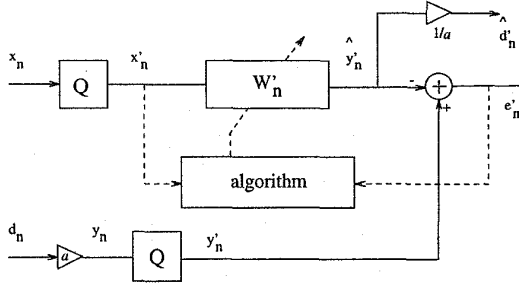 x_n
Q
x'_n
W'_n
ŷ'_n
1/a
d̂'_n
-
+
+
e'_n
algorithm
d_n
a
y_n
Q
y'_n